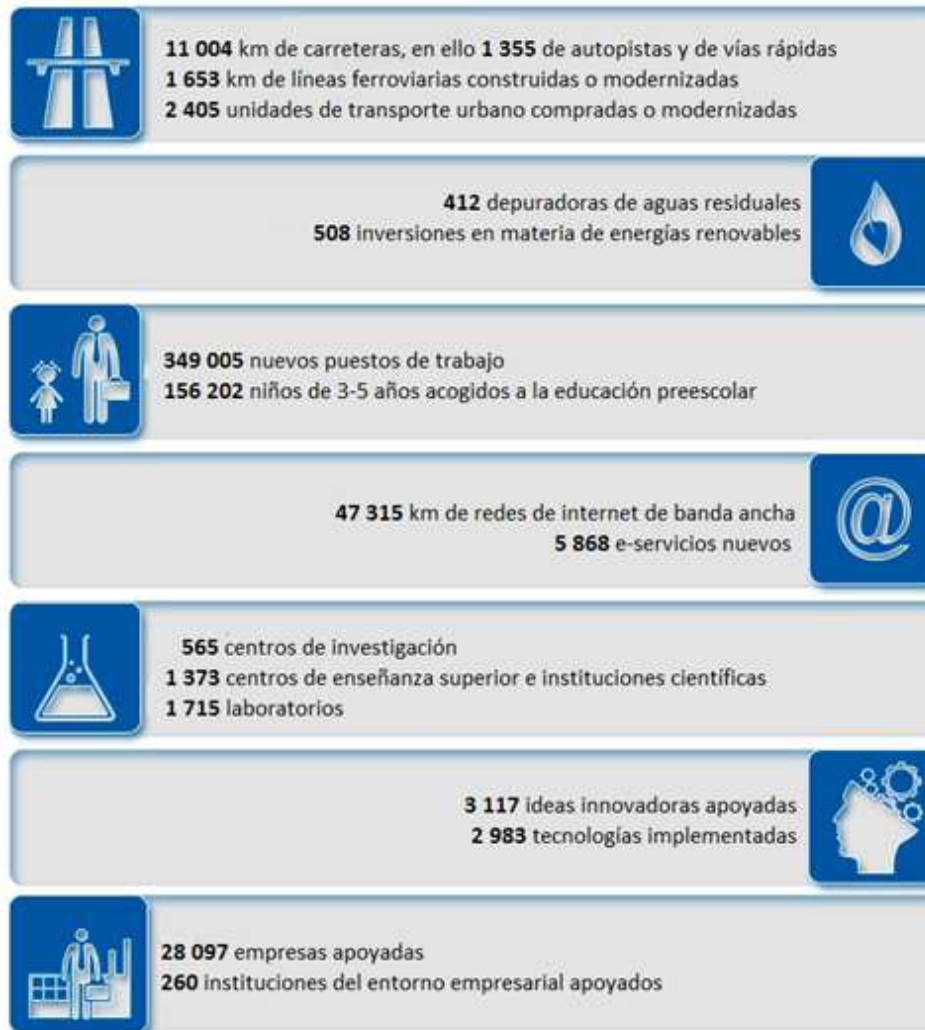 11 004 km de carreteras, en ello 1 355 de autopistas y de vías rápidas
1 653 km de líneas ferroviarias construidas o modernizadas
2 405 unidades de transporte urbano compradas o modernizadas
412 depuradoras de aguas residuales
508 inversiones en materia de energías renovables
349 005 nuevos puestos de trabajo
156 202 niños de 3-5 años acogidos a la educación preescolar
47 315 km de redes de internet de banda ancha
5 868 e-servicios nuevos
@
565 centros de investigación
1 373 centros de enseñanza superior e instituciones científicas
1 715 laboratorios
3 117 ideas innovadoras apoyadas
2 983 tecnologías implementadas
28 097 empresas apoyadas
260 instituciones del entorno empresarial apoyados